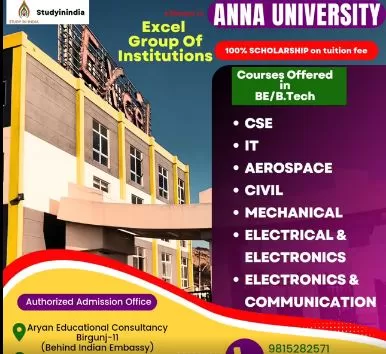 Studyinindia
STUDY IN INDIA
ANNA UNIVERSITY
Excel
Group Of
Institutions
100% SCHOLARSHIP on tuition fee
Courses Offered
in
BE/B.Tech
• CSE
• IT
• AEROSPACE
• CIVIL
• MECHANICAL
• ELECTRICAL &
ELECTRONICS
• ELECTRONICS &
COMMUNICATION
EXCEL
Authorized Admission Office
Aryan Educational Consultancy
Birgunj-11
(Behind Indian Embassy)
9815282571